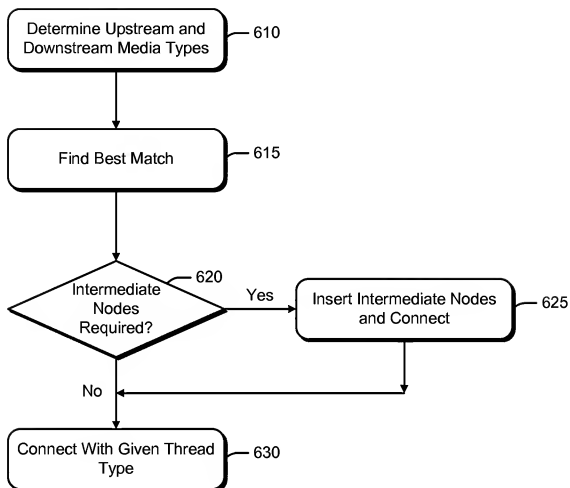 Determine Upstream and
Downstream Media Types
610
Find Best Match
615
620
Intermediate
Nodes
Required?
Yes
Insert Intermediate Nodes
and Connect
625
No
Connect With Given Thread
Type
630